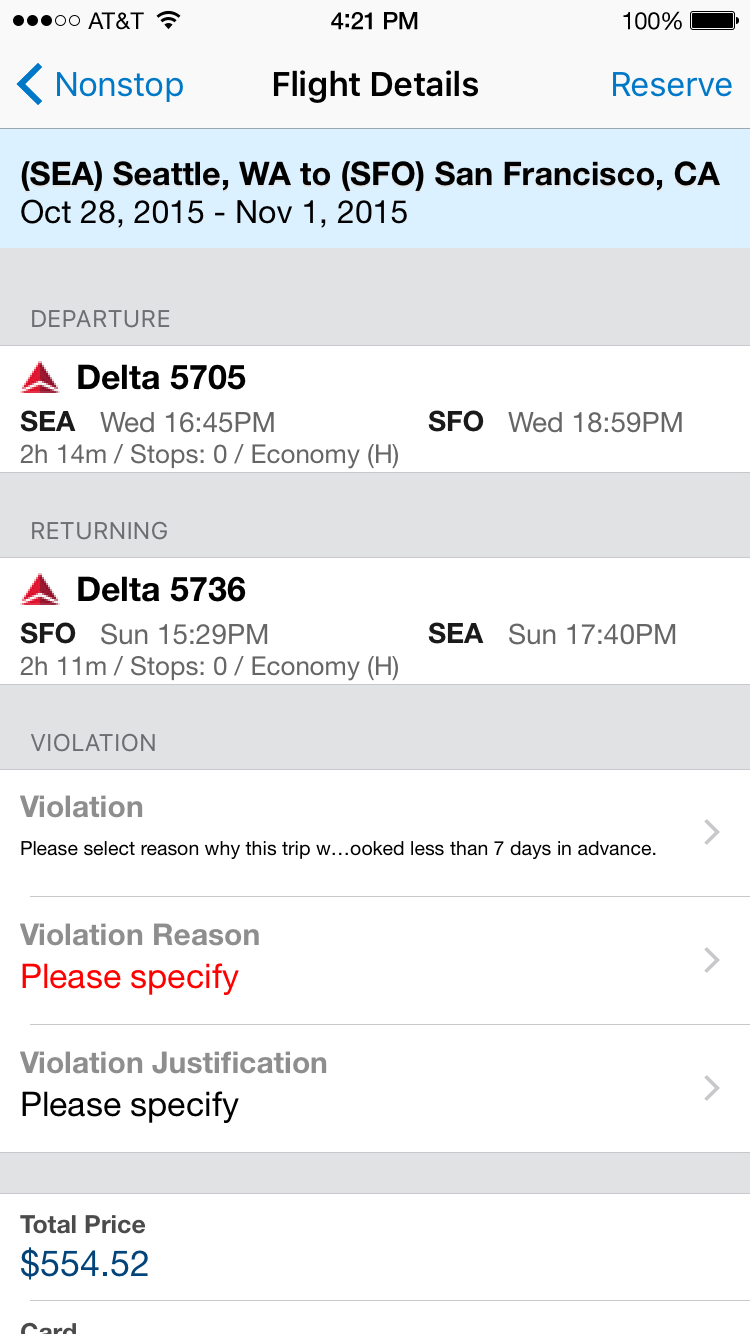 AT&T 4:21 PM 100%
Nonstop Flight Details Reserve
(SEA) Seattle, WA to (SFO) San Francisco, CA
Oct 28, 2015 - Nov 1, 2015
DEPARTURE
Delta 5705
SEA Wed 16:45PM SFO Wed 18:59PM
2h 14m / Stops: 0 / Economy (H)
RETURNING
Delta 5736
SFO Sun 15:29PM SEA Sun 17:40PM
2h 11m / Stops: 0 / Economy (H)
VIOLATION
Violation
Please select reason why this trip w...ooked less than 7 days in advance.
Violation Reason
Please specify
Violation Justification
Please specify
Total Price
$554.52
Card